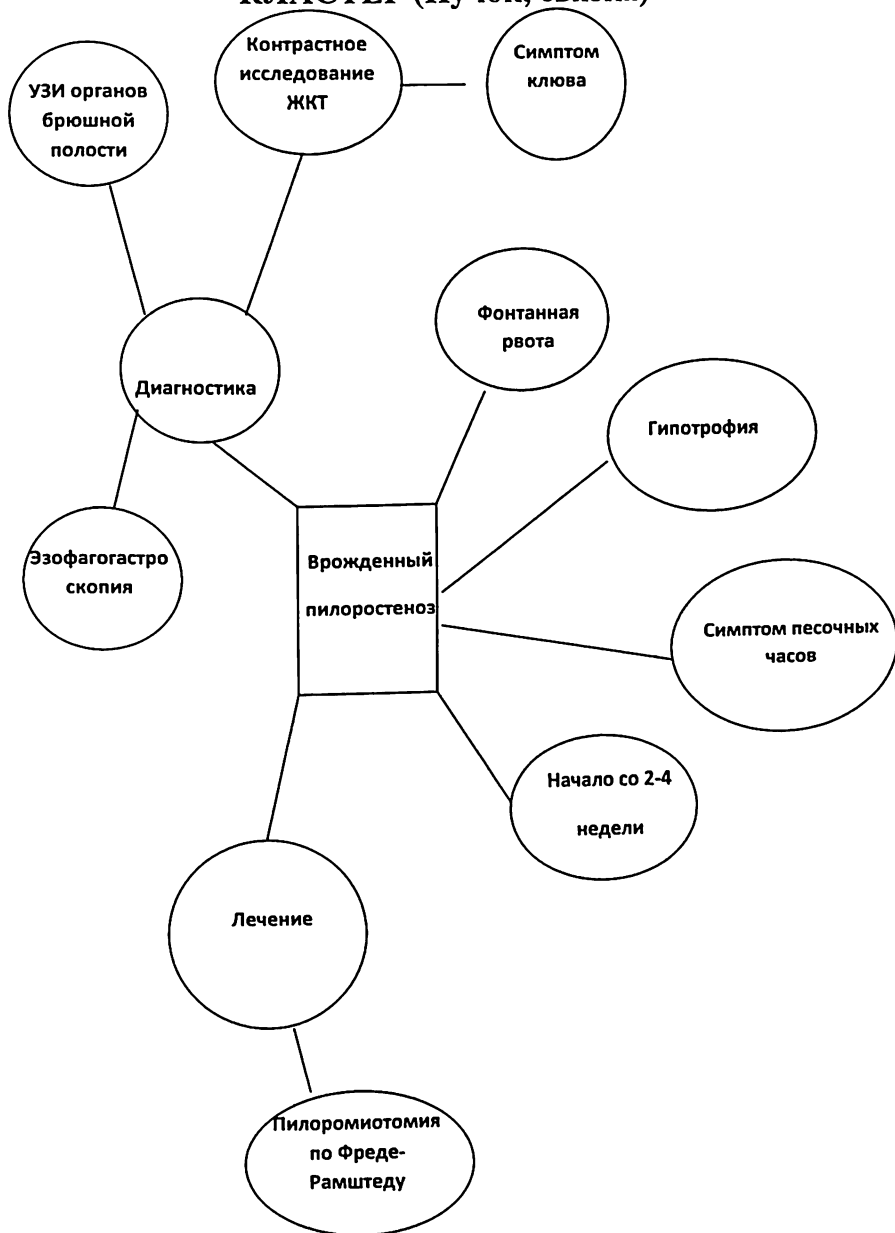 Контрастное
исследование
ЖКТ
Симптом
клюва
УЗИ органов
брюшной
полости
Фонтанная
рвота
Диагностика
Гипотрофия
Эзофагогастро
скопия
Врожденный
пилоростеноз
Симптом песочных
часов
Начало со 2-4
недели
Лечение
Пилоромиотомия
по Фреде-
Рамштеду